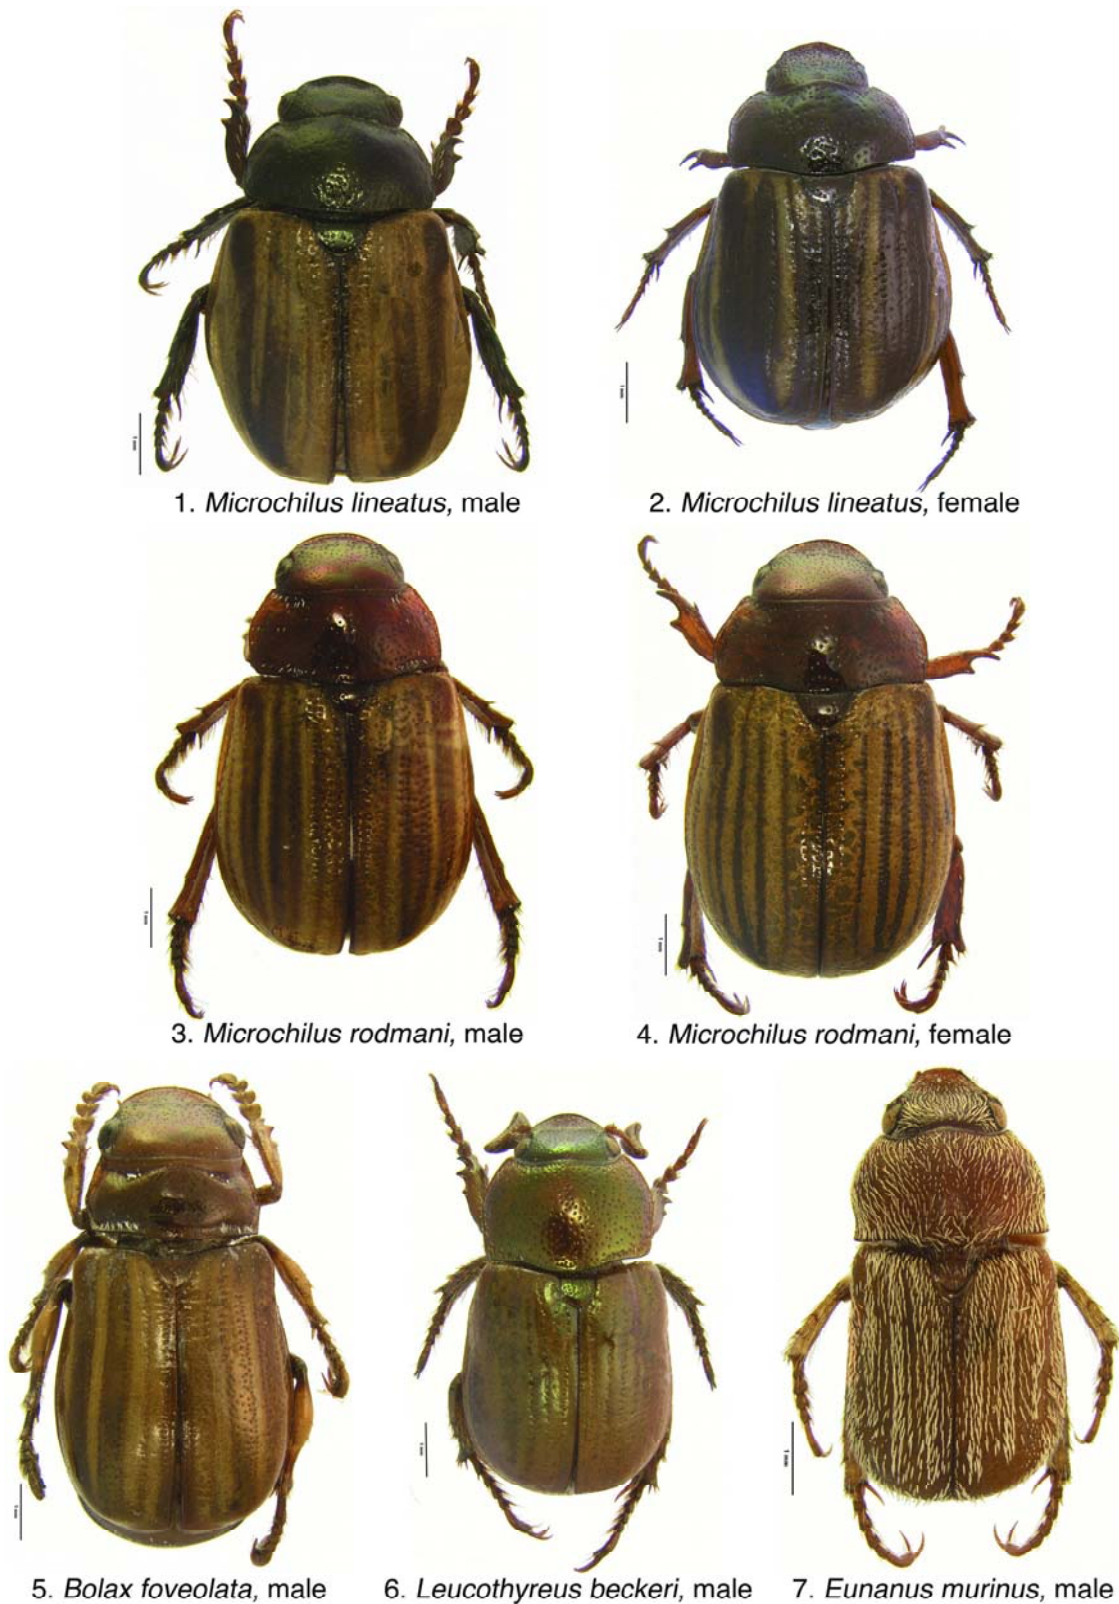 1. Microchilus lineatus, male
2. Microchilus lineatus, female
3. Microchilus rodmani, male
4. Microchilus rodmani, female
5. Bolax foveolata, male
6. Leucothyreus beckeri, male
7. Eunanus murinus, male